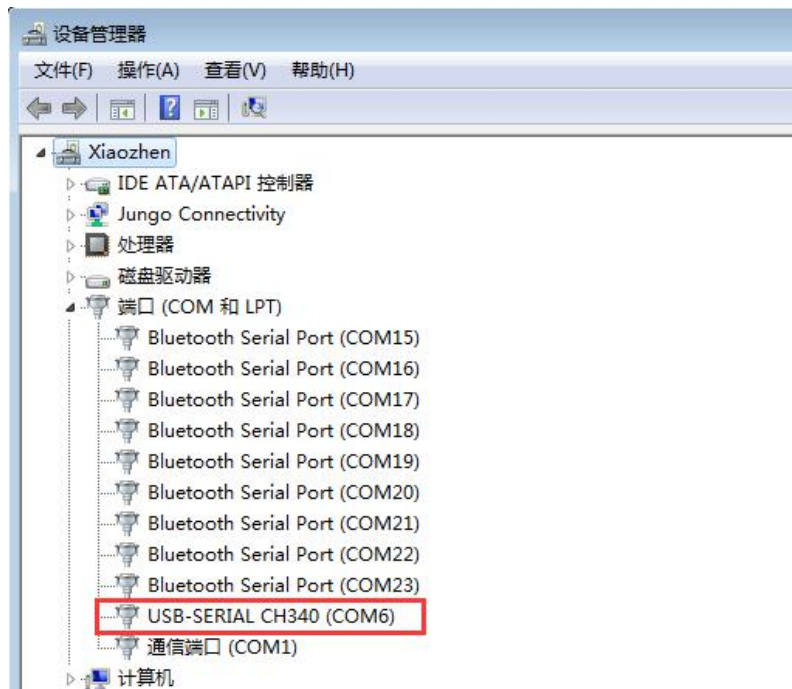 设备管理器
文件(F) 操作(A) 查看(V) 帮助(H)
Xiaozhen
IDE ATA/ATAPI 控制器
Jungo Connectivity
处理器
磁盘驱动器
端口 (COM 和 LPT)
Bluetooth Serial Port (COM15)
Bluetooth Serial Port (COM16)
Bluetooth Serial Port (COM17)
Bluetooth Serial Port (COM18)
Bluetooth Serial Port (COM19)
Bluetooth Serial Port (COM20)
Bluetooth Serial Port (COM21)
Bluetooth Serial Port (COM22)
Bluetooth Serial Port (COM23)
USB-SERIAL CH340 (COM6)
通信端口 (COM1)
计算机